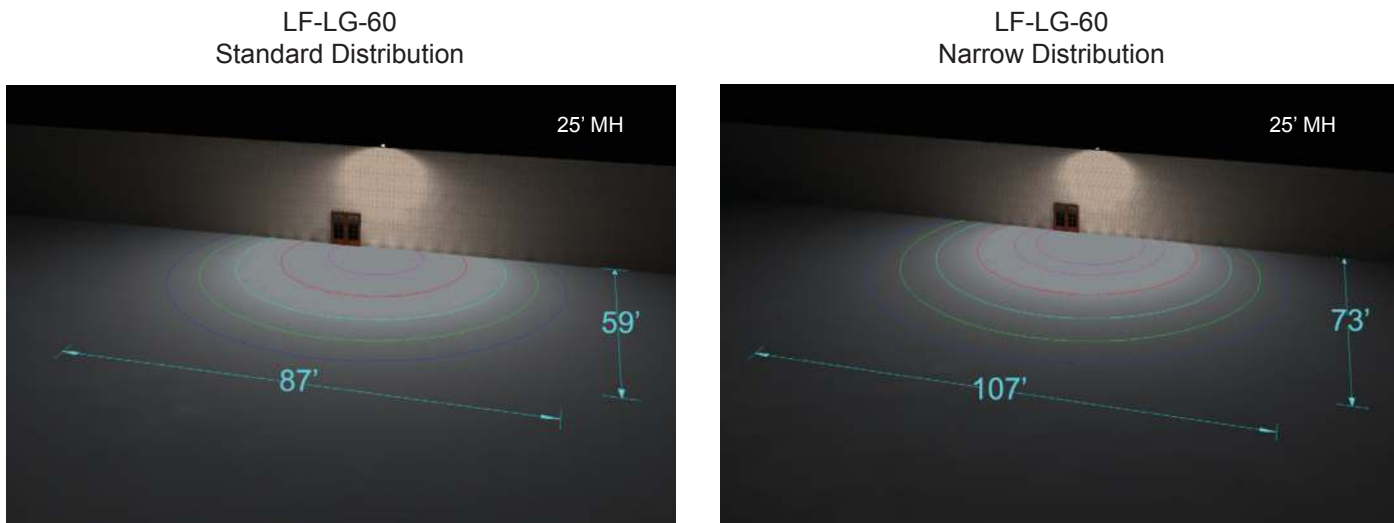 LF-LG-60
Standard Distribution
25’ MH
59’
87’
LF-LG-60
Narrow Distribution
25’ MH
73’
107’